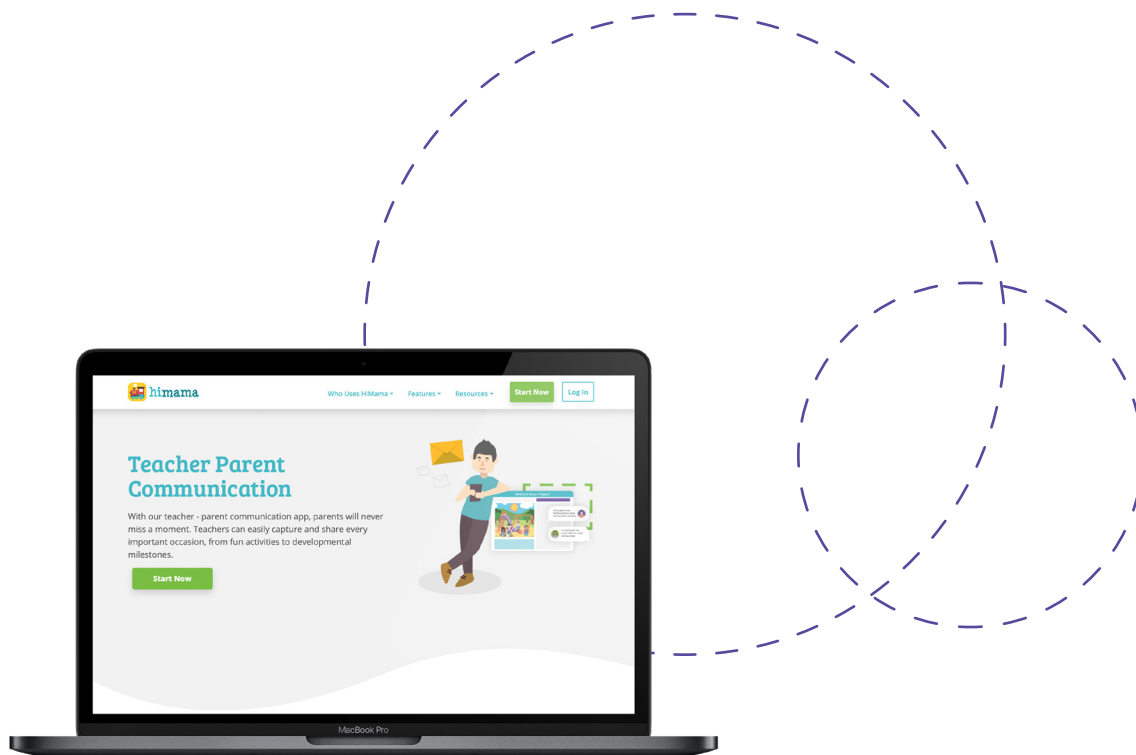 himama
Who Uses HiMama
Features
Resources
Start Now
Log In
Teacher Parent
Communication
With our teacher - parent communication app, parents will never
miss a moment. Teachers can easily capture and share every
important occasion, from fun activities to developmental
milestones.
Start Now
MacBook Pro